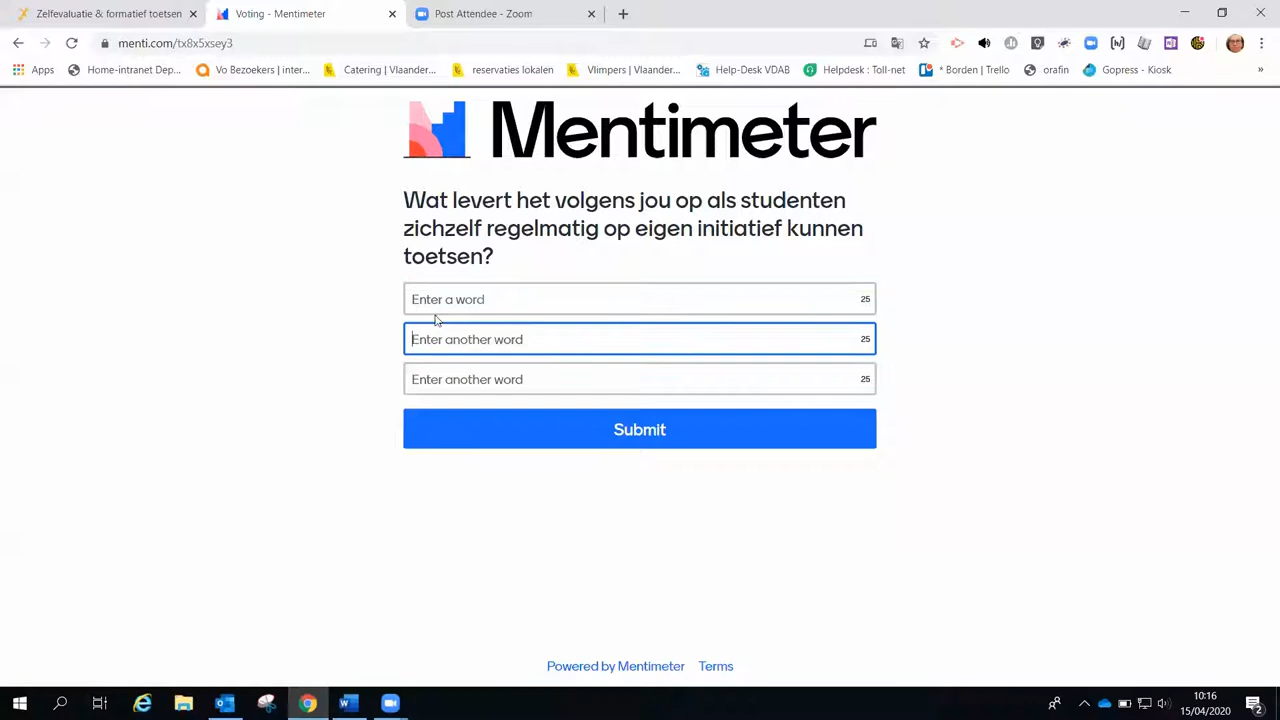 Zelfevaluatie & formatief toetsen
Voting - Mentimeter
Post Attendee - Zoom
menti.com/tx8x5xsey3
Apps
Home-intranet Dep...
Vo Bezoekers | inter...
Catering | Vlaander...
reservaties lokalen
Vlimpers | Vlaander...
Help-Desk VDAB
Helpdesk : Toll-net
* Borden | Trello
orafin
Gopress - Kiosk
»
Mentimeter
Wat levert het volgens jou op als studenten
zichzelf regelmatig op eigen initiatief kunnen
toetsen?
Enter a word 25
Enter another word 25
Enter another word 25
Submit
Powered by Mentimeter Terms
10:16
15/04/2020
2